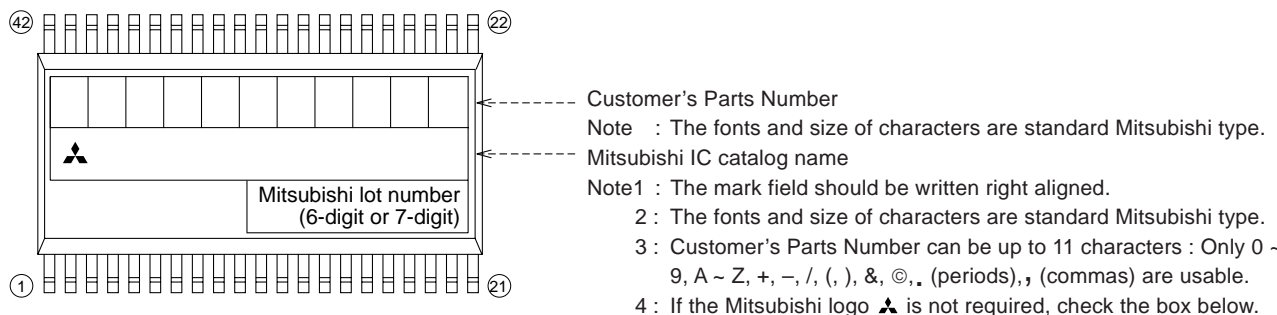 42 22
Customer's Parts Number
Note : The fonts and size of characters are standard Mitsubishi type.
Mitsubishi IC catalog name
Note1 : The mark field should be written right aligned.
Mitsubishi lot number
(6-digit or 7-digit)
2 : The fonts and size of characters are standard Mitsubishi type.
3 : Customer's Parts Number can be up to 11 characters : Only 0 ~
9, A ~ Z, +, –, /, (, ), &, ©, . (periods), , (commas) are usable.
1 21
4 : If the Mitsubishi logo is not required, check the box below.